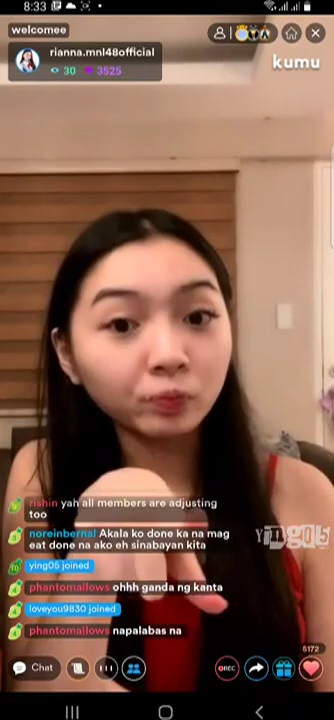 8:33
welcomee
rianna.mnl48official
30 3525
kumu
rishin yah all members are adjusting
too
noreinbernal Akala ko done ka na mag
eat done na ako eh sinabayan kita
ying05 joined
phantomallows ohhh ganda ng kanta
loveyou9830 joined
phantomallows napalabas na
Yingo5
5172
Chat
REC